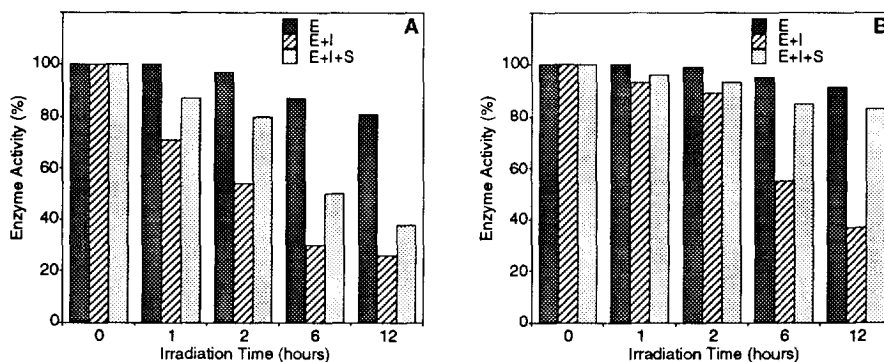 A
E
E+I
E+I+S
100
80
60
40
20
0
Enzyme Activity (%)
0 1 2 6 12
Irradiation Time (hours)
B
E
E+I
E+I+S
100
80
60
40
20
0
Enzyme Activity (%)
0 1 2 6 12
Irradiation Time (hours)